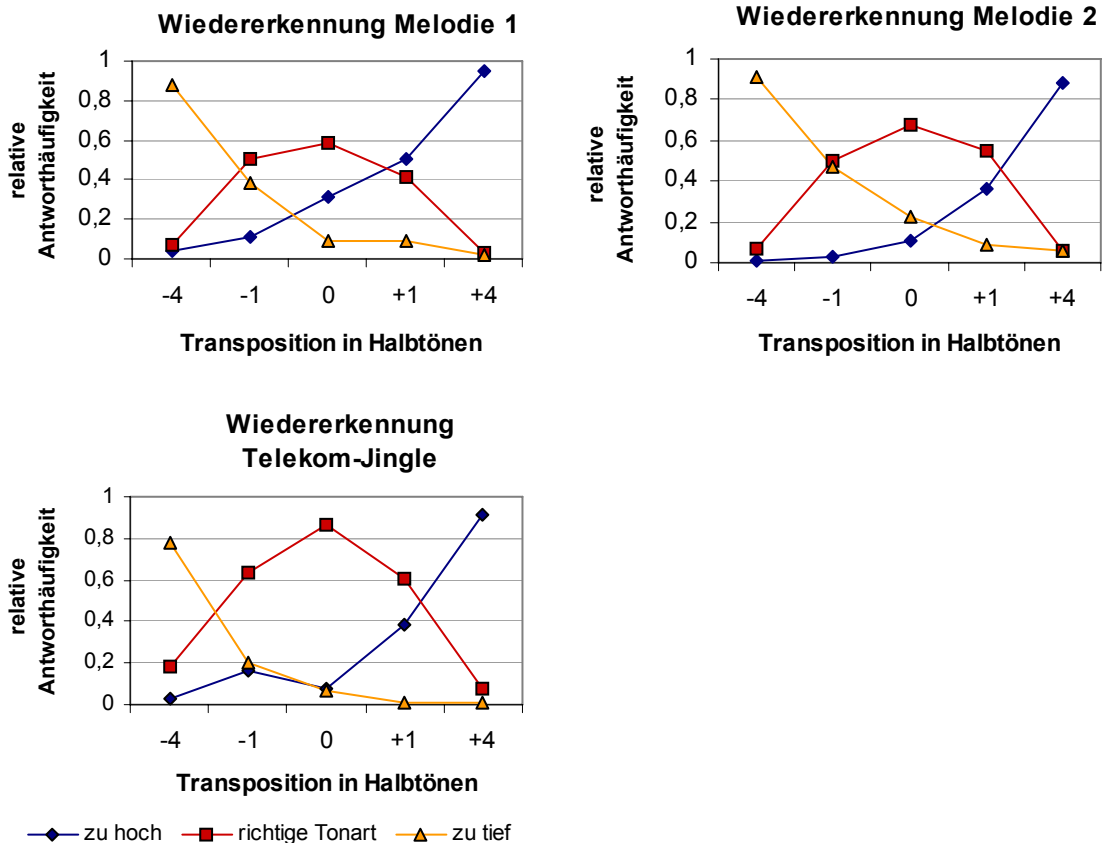 Wiedererkennung Melodie 1
relative
Antworthäufigkeit
1
0,8
0,6
0,4
0,2
0
-4 -1 0 +1 +4
Transposition in Halbtönen
Wiedererkennung Melodie 2
relative
Antworthäufigkeit
1
0,8
0,6
0,4
0,2
0
-4 -1 0 +1 +4
Transposition in Halbtönen
Wiedererkennung
Telekom-Jingle
relative
Antworthäufigkeit
1
0,8
0,6
0,4
0,2
0
-4 -1 0 +1 +4
Transposition in Halbtönen
zu hoch richtige Tonart zu tief